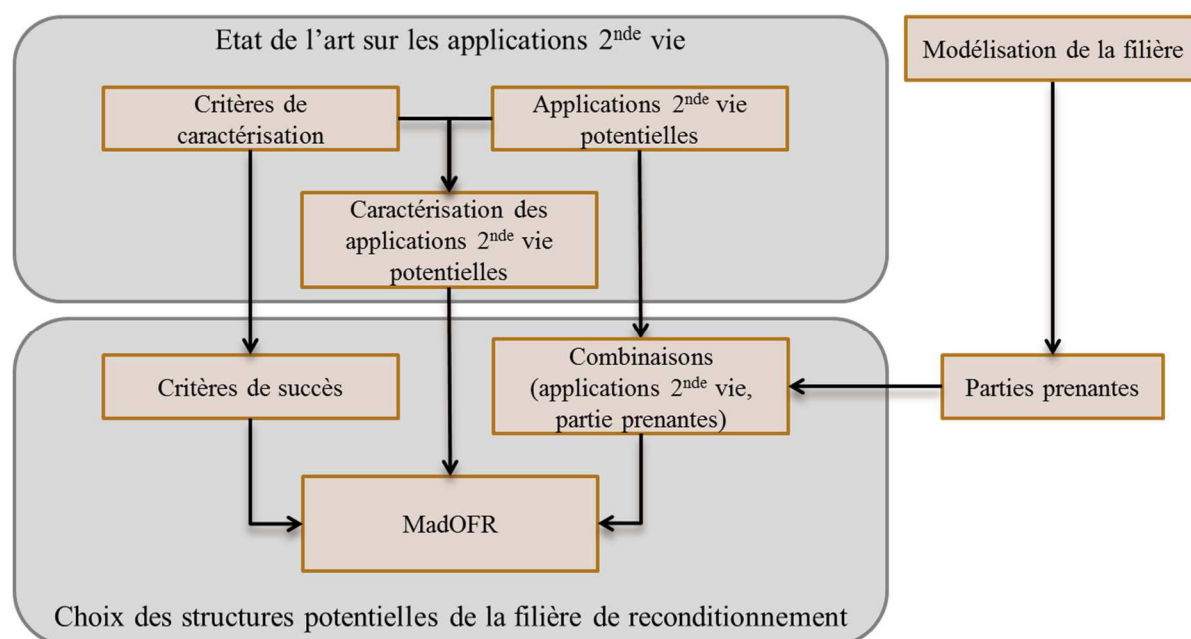 Etat de l'art sur les applications 2nde vie
Modélisation de la filière
Critères de
caractérisation
Applications 2nde vie
potentielles
Caractérisation des
applications 2nde vie
potentielles
Critères de succès
Combinaisons
(applications 2nde vie,
partie prenantes)
Parties prenantes
MadOFR
Choix des structures potentielles de la filière de reconditionnement